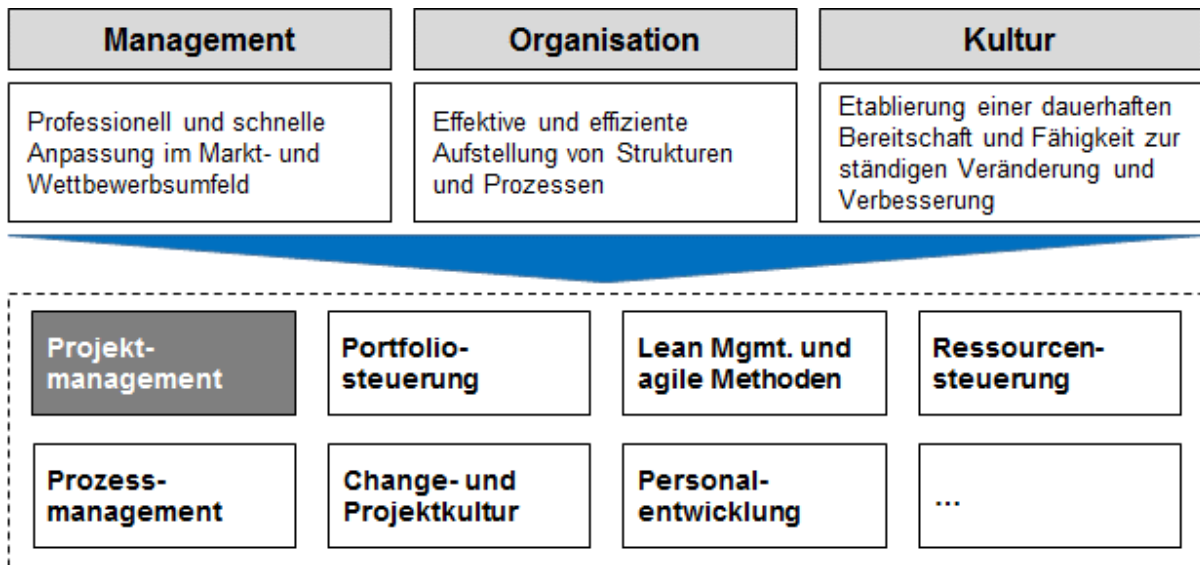 Management
Organisation
Kultur
Professionell und schnelle
Anpassung im Markt- und
Wettbewerbsumfeld
Effektive und effiziente
Aufstellung von Strukturen
und Prozessen
Etablierung einer dauerhaften
Bereitschaft und Fähigkeit zur
ständigen Veränderung und
Verbesserung
Projekt-
management
Portfolio-
steuerung
Lean Mgmt. und
agile Methoden
Ressourcen-
steuerung
Prozess-
management
Change- und
Projektkultur
Personal-
entwicklung
...